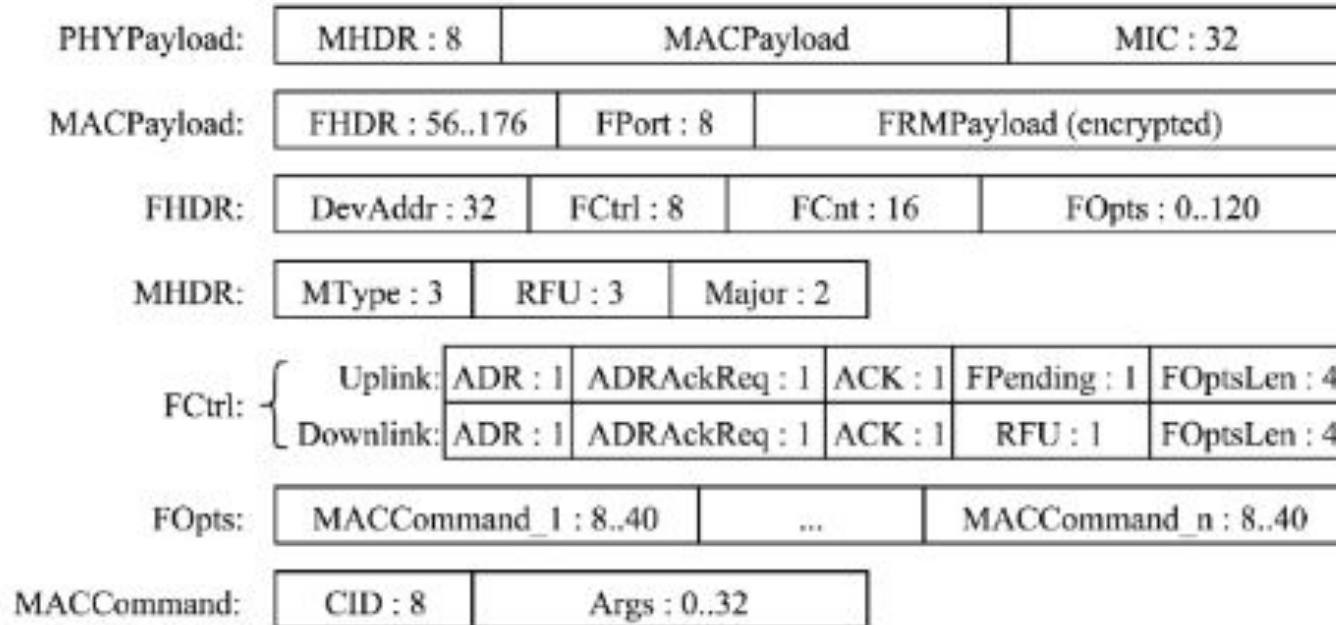 PHYPayload: MHDR : 8 MACPayload MIC : 32
MACPayload: FHDR : 56..176 FPort : 8 FRMPayload (encrypted)
FHDR: DevAddr : 32 FCtrl : 8 FCnt : 16 FOpts : 0..120
MHDR: MType : 3 RFU : 3 Major : 2
FCtrl: Uplink: ADR : 1 ADRAckReq : 1 ACK : 1 FPending : 1 FOptsLen : 4
Downlink: ADR : 1 ADRAckReq : 1 ACK : 1 RFU : 1 FOptsLen : 4
FOpts: MACCommand_1 : 8..40 ... MACCommand_n : 8..40
MACCommand: CID : 8 Args : 0..32